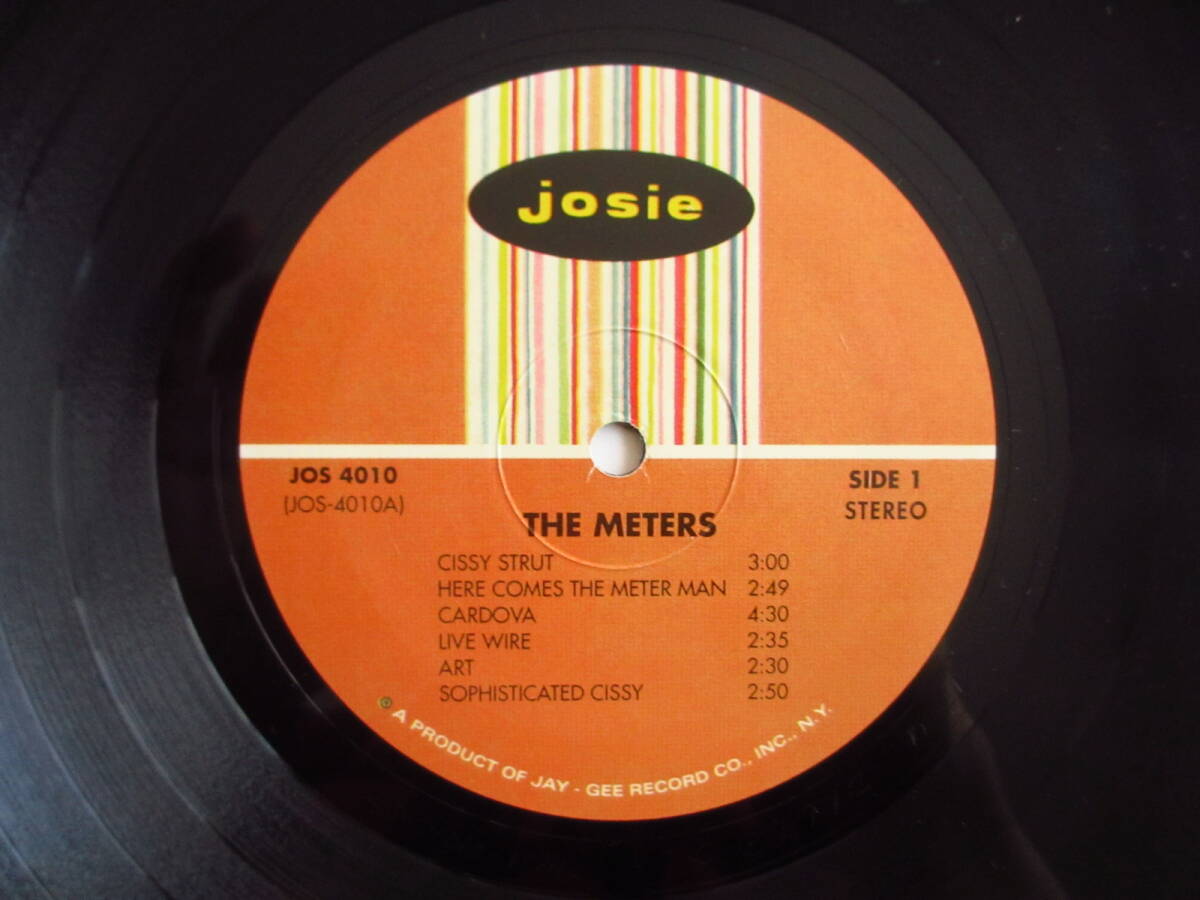 josie
JOS 4010
(JOS-4010A)
SIDE 1
STEREO
THE METERS
CISSY STRUT 3:00
HERE COMES THE METER MAN 2:49
CARDOVA 4:30
LIVE WIRE 2:35
ART 2:30
SOPHISTICATED CISSY 2:50
® A PRODUCT OF JAY - GEE RECORD CO., INC., N.Y.